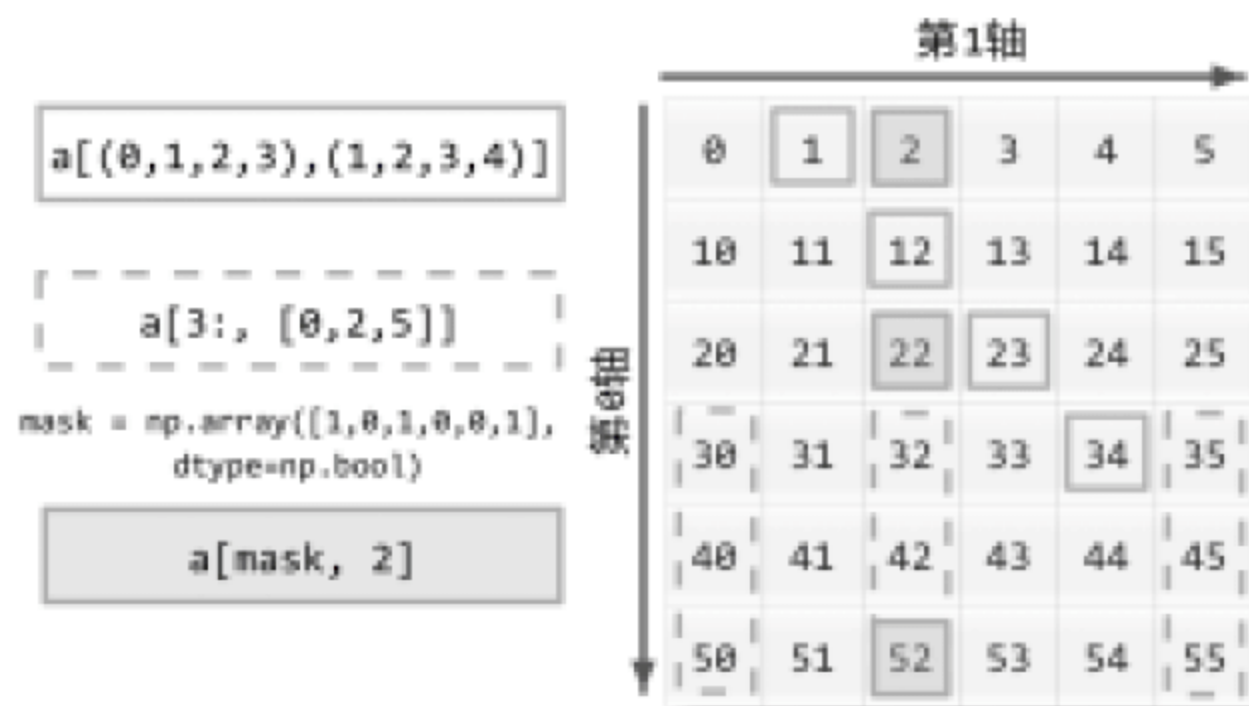 第1轴
a[(0,1,2,3),(1,2,3,4)]
a[3:, [0,2,5]]
mask = np.array([1,0,1,0,0,1],
dtype=np.bool)
a[mask, 2]
第0轴
0 1 2 3 4 5
10 11 12 13 14 15
20 21 22 23 24 25
30 31 32 33 34 35
40 41 42 43 44 45
50 51 52 53 54 55